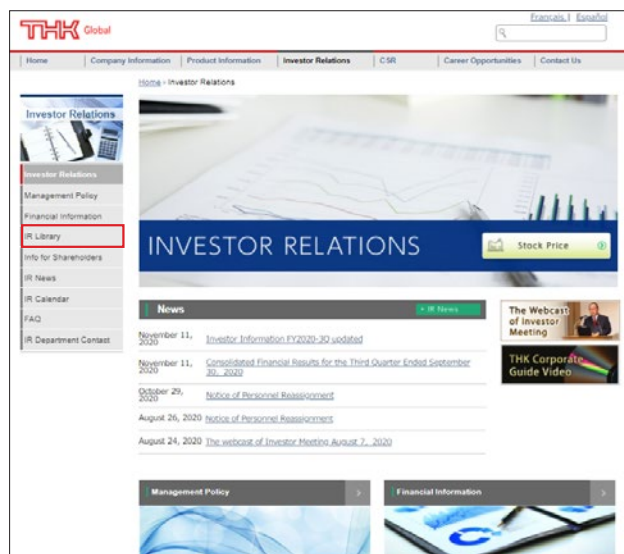 THK Global
Français | Español
Home
Company Information
Product Information
Investor Relations
CSR
Career Opportunities
Contact Us
Home › Investor Relations
Investor Relations
Investor Relations
Management Policy
Financial Information
IR Library
Info for Shareholders
IR News
IR Calendar
FAQ
IR Department Contact
INVESTOR RELATIONS
Stock Price
News
IR News
November 11,
2020
Investor Information FY2020-3Q updated
November 11,
2020
Consolidated Financial Results for the Third Quarter Ended September
30, 2020
October 29,
2020
Notice of Personnel Reassignment
August 26, 2020 Notice of Personnel Reassignment
August 24, 2020 The webcast of Investor Meeting August 7, 2020
The Webcast
of Investor
Meeting
THK Corporate
Guide Video
Management Policy
Financial Information